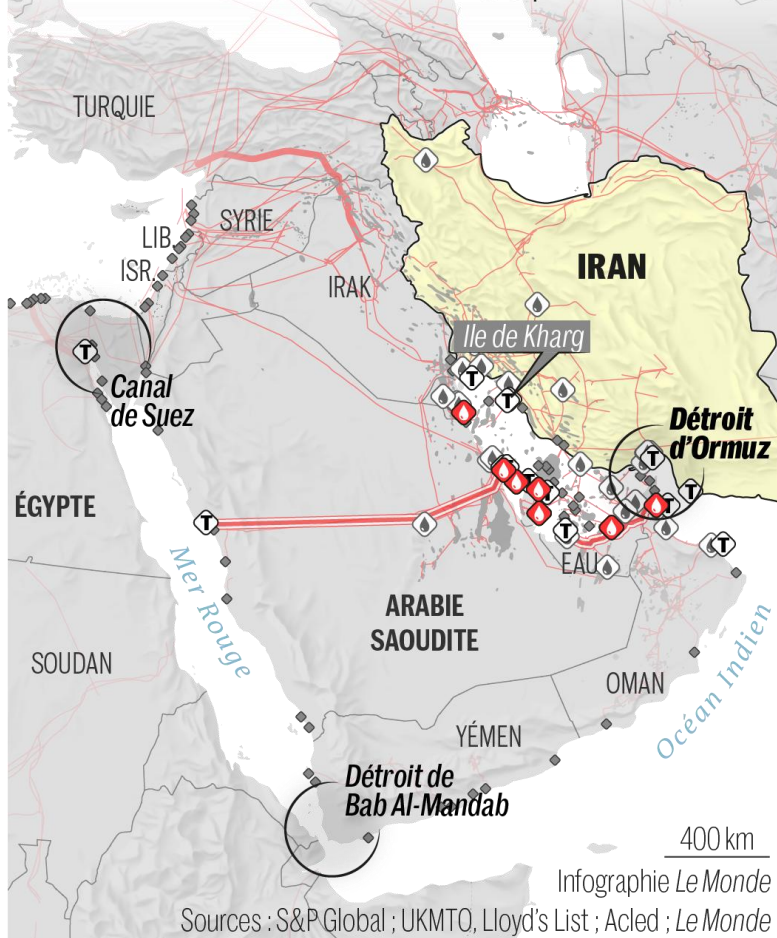 TURQUIE
SYRIE
LIB.
ISR.
IRAK
IRAN
Ile de Kharg
T
T
T
Canal
de Suez
Détroit
d'Ormuz
T
T
T
T
T
T
T
T
ÉGYPTE
EAU
Mer Rouge
ARABIE
SAOUDITE
SOUDAN
OMAN
Océan Indien
YÉMEN
Détroit de
Bab Al-Mandab
400 km
Infographie Le Monde
Sources : S&P Global ; UKMTO, Lloyd's List ; Acled ; Le Monde